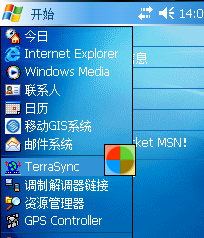 开始 14:0
今日
Internet Explorer
息
Windows Media
联系人
日历
移动GIS系统
邮件系统
ket MSN!
TerraSync
调制解调器链接
资源管理器
GPS Controller